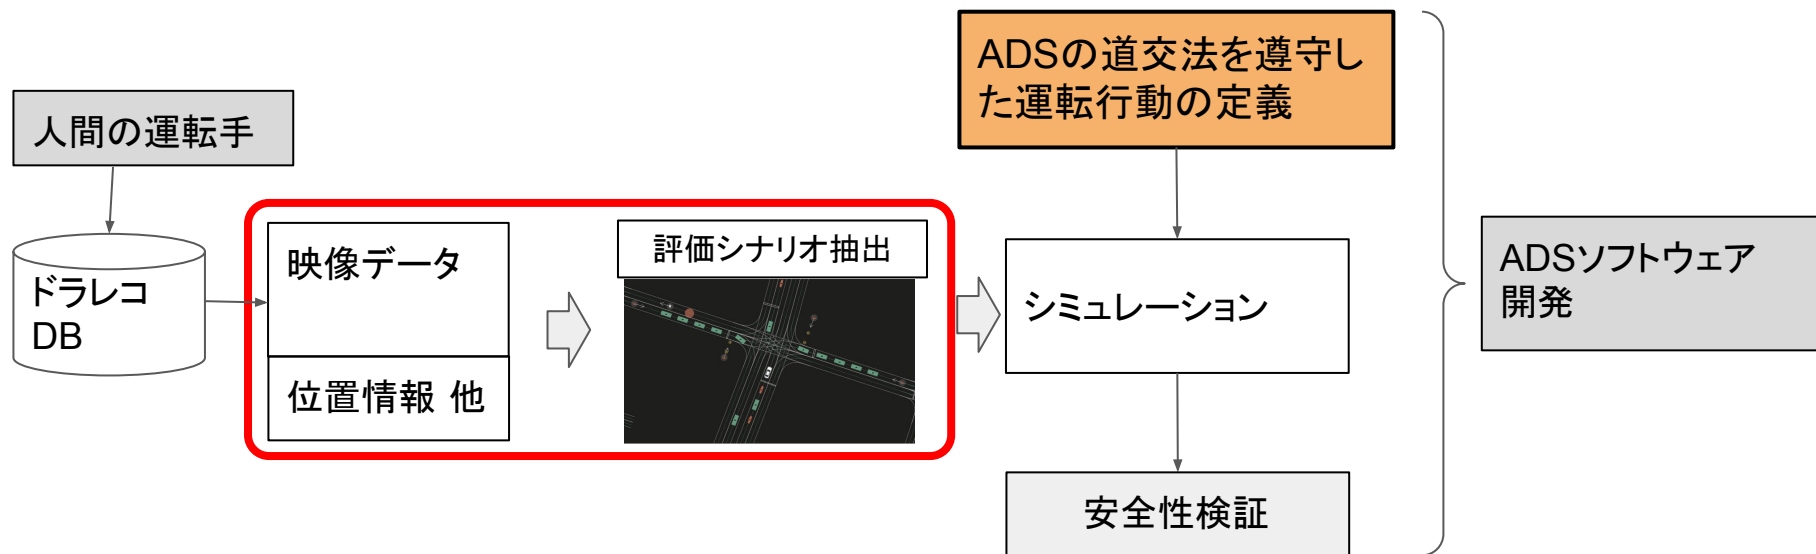 人間の運転手
ドラレコ
DB
映像データ
位置情報 他
評価シナリオ抽出
ADSの道交法を遵守し
た運転行動の定義
シミュレーション
安全性検証
ADSソフトウェア
開発